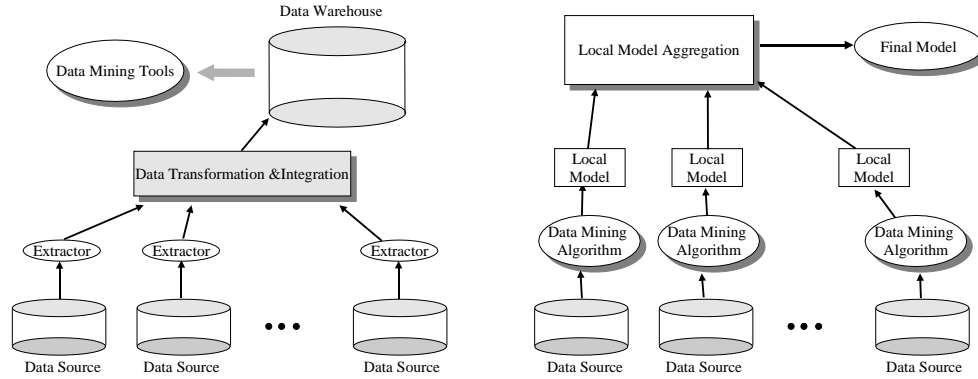 Data Warehouse
Data Mining Tools
Data Transformation &Integration
Extractor
Extractor
Extractor
Data Source
Data Source
Data Source
Local Model Aggregation
Final Model
Local
Model
Local
Model
Local
Model
Data Mining
Algorithm
Data Mining
Algorithm
Data Mining
Algorithm
Data Source
Data Source
Data Source